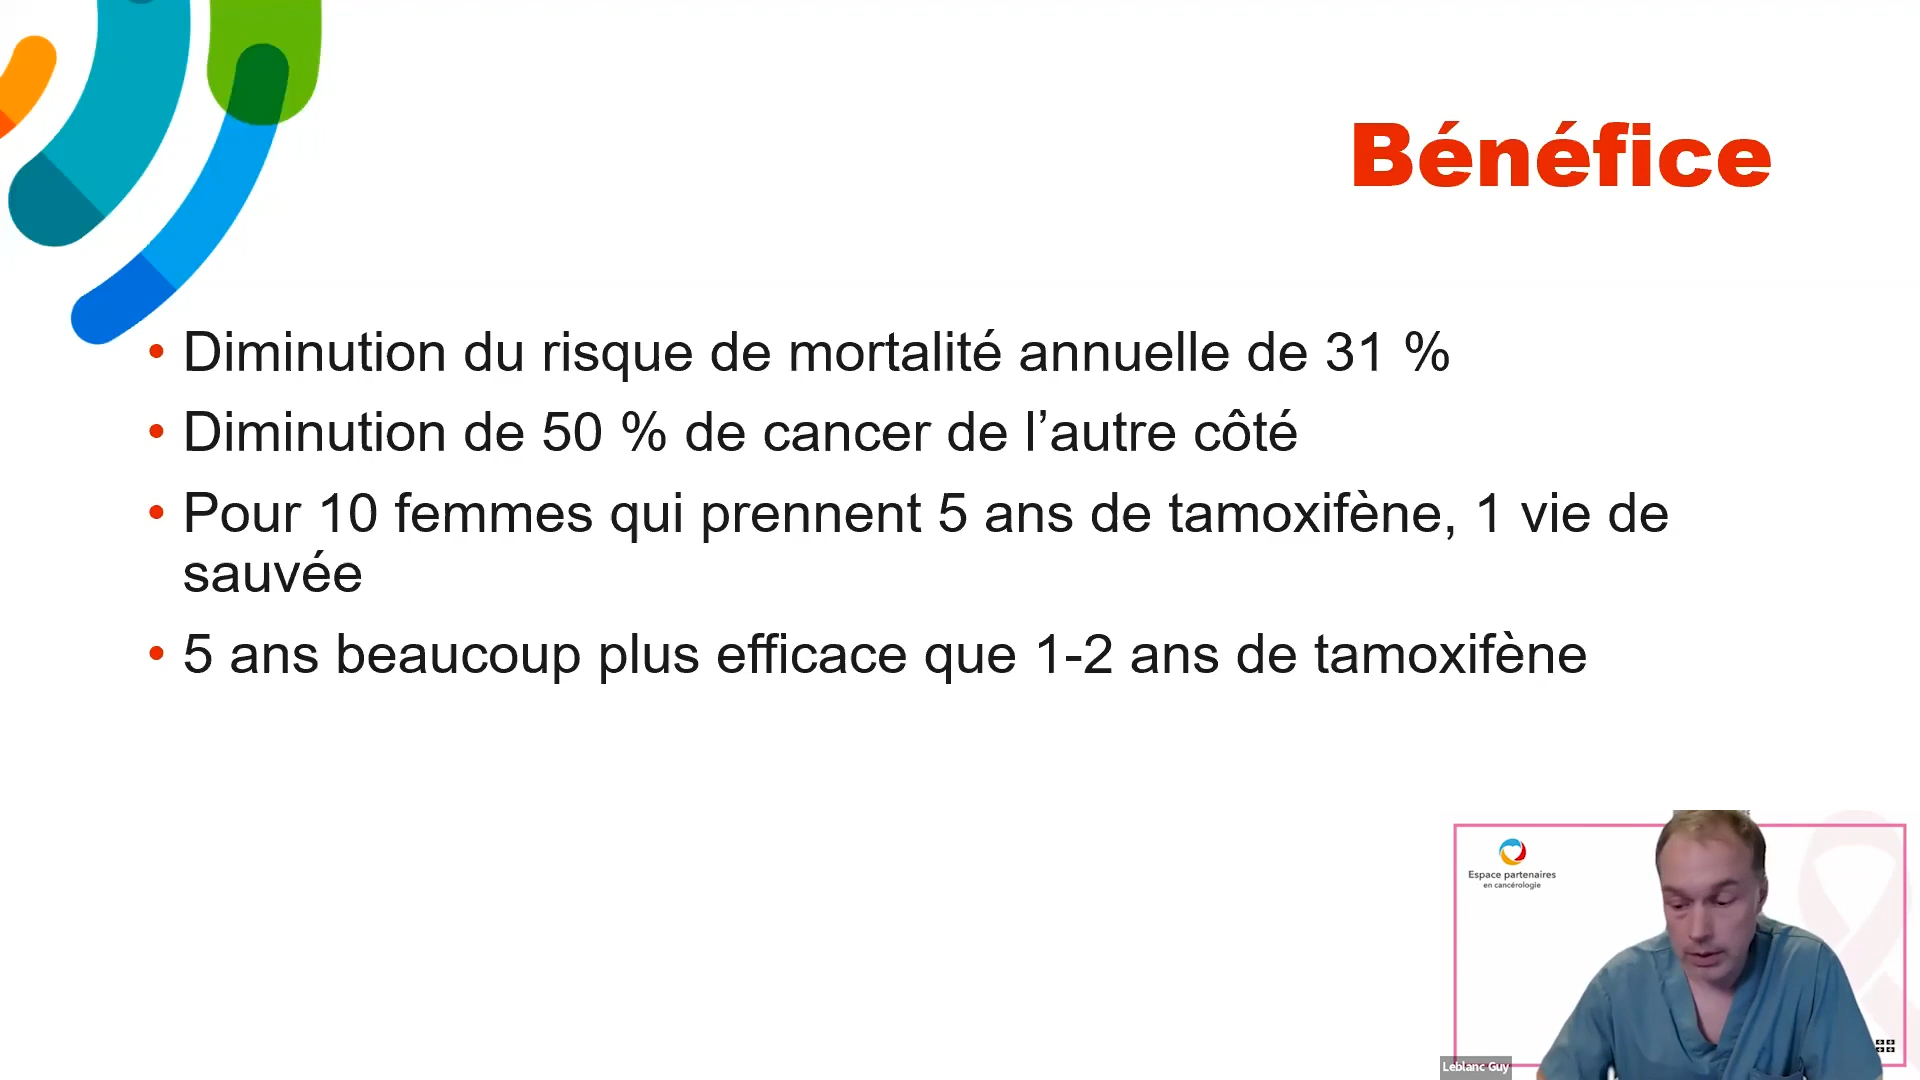 Bénéfice
• Diminution du risque de mortalité annuelle de 31 %
• Diminution de 50 % de cancer de l’autre côté
• Pour 10 femmes qui prennent 5 ans de tamoxifène, 1 vie de
sauvée
• 5 ans beaucoup plus efficace que 1-2 ans de tamoxifène
Espace partenaires
en cancérologie
Leblanc Guy